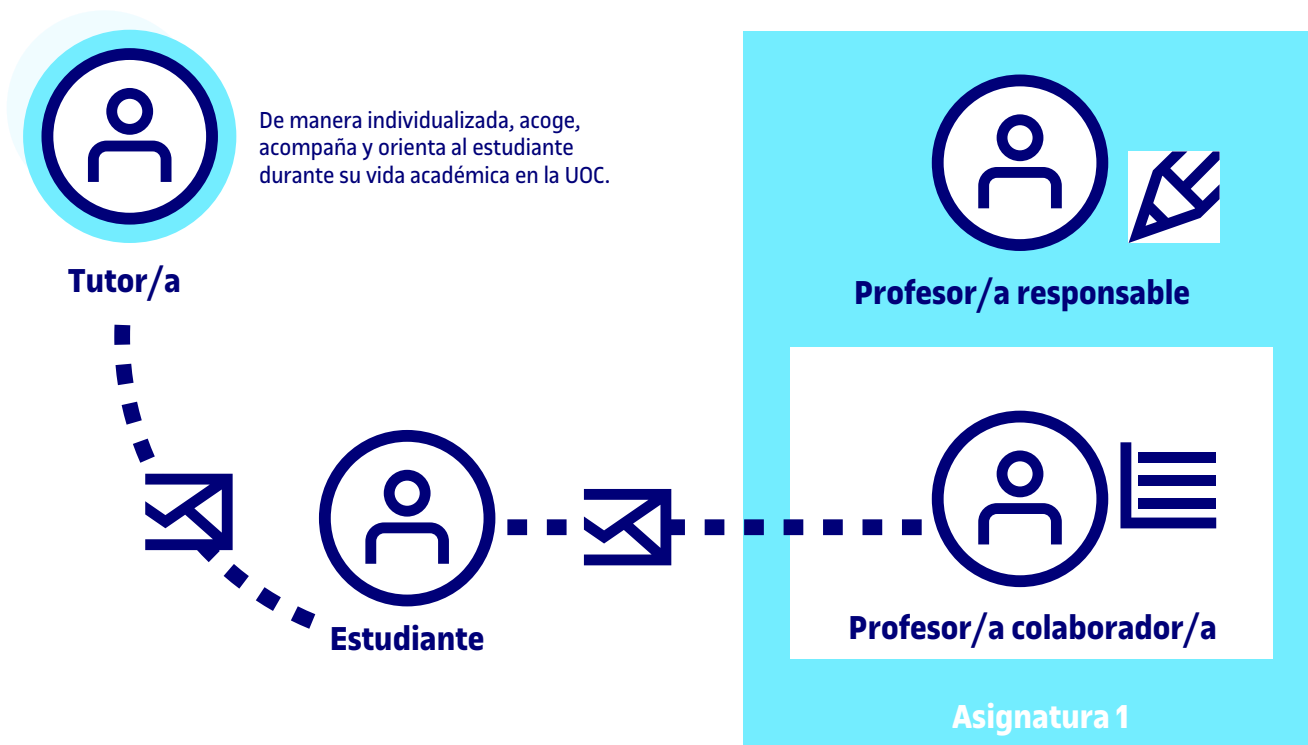 De manera individualizada, acoge,
acompaña y orienta al estudiante
durante su vida académica en la UOC.
Tutor/a
Profesor/a responsable
Estudiante
Profesor/a colaborador/a
Asignatura 1